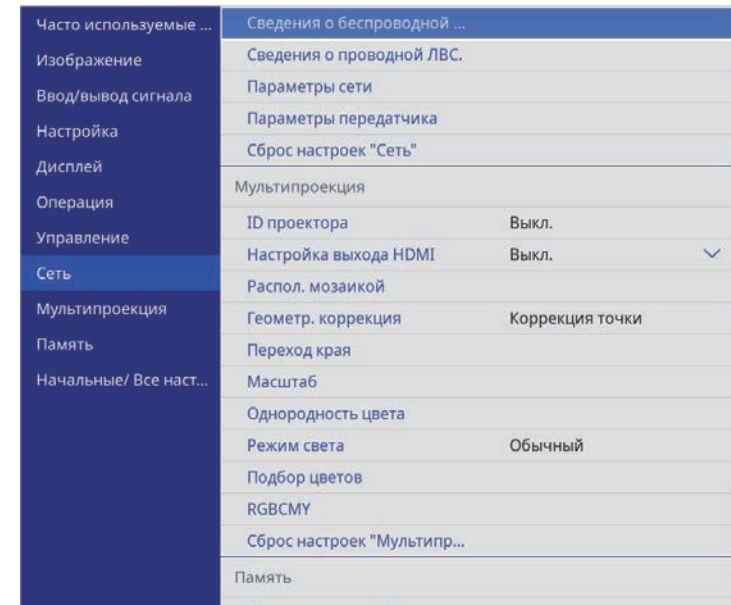 Часто используемые ...
Изображение
Ввод/вывод сигнала
Настройка
Дисплей
Операция
Управление
Сеть
Мультипроекция
Память
Начальные/ Все наст...
Сведения о беспроводной ...
Сведения о проводной ЛВС.
Параметры сети
Параметры передатчика
Сброс настроек "Сеть"
Мультипроекция
ID проектора Выкл.
Настройка выхода HDMI Выкл.
Распол. мозаикой
Геометр. коррекция Коррекция точки
Переход края
Масштаб
Однородность цвета
Режим света Обычный
Подбор цветов
RGBCMY
Сброс настроек "Мультипр...
Память